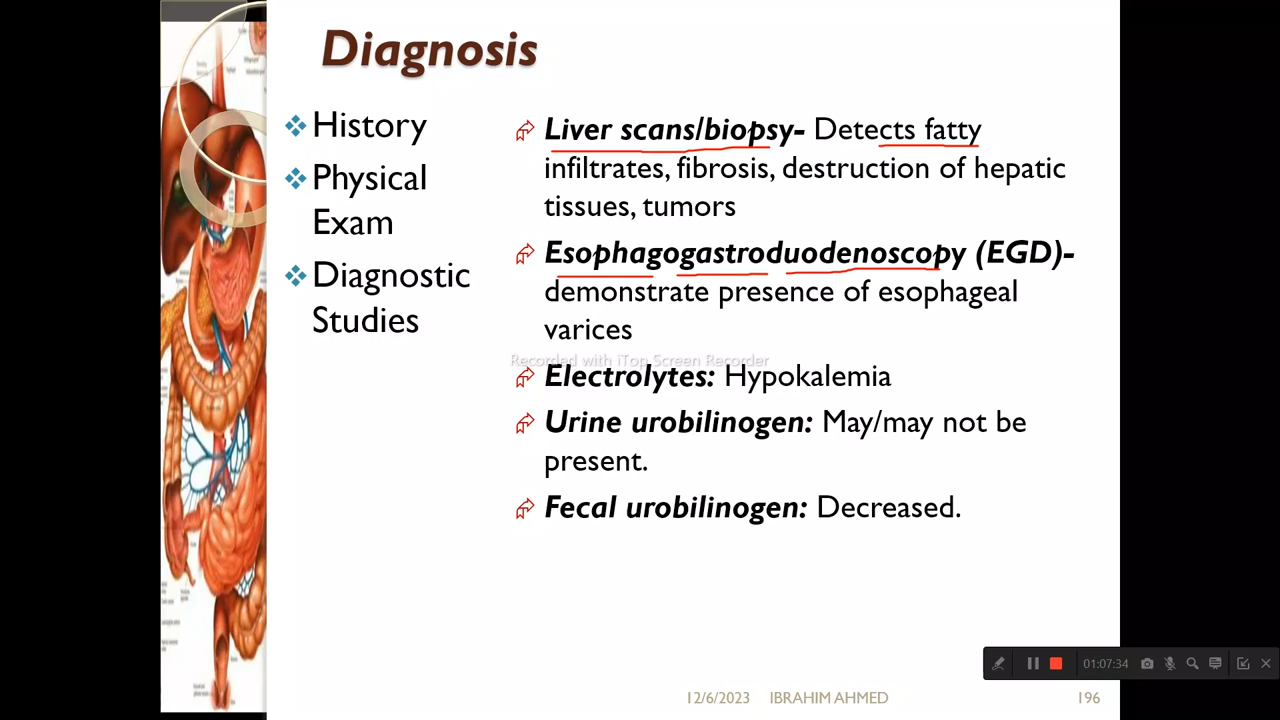 Diagnosis
History
Physical
Exam
Diagnostic
Studies
Liver scans/biopsy- Detects fatty
infiltrates, fibrosis, destruction of hepatic
tissues, tumors
Esophagogastroduodenoscopy (EGD)-
demonstrate presence of esophageal
varices
Recorded with iTop Screen Recorder
Electrolytes: Hypokalemia
Urine urobilinogen: May/may not be
present.
Fecal urobilinogen: Decreased.
01:07:34
12/6/2023 IBRAHIM AHMED 196